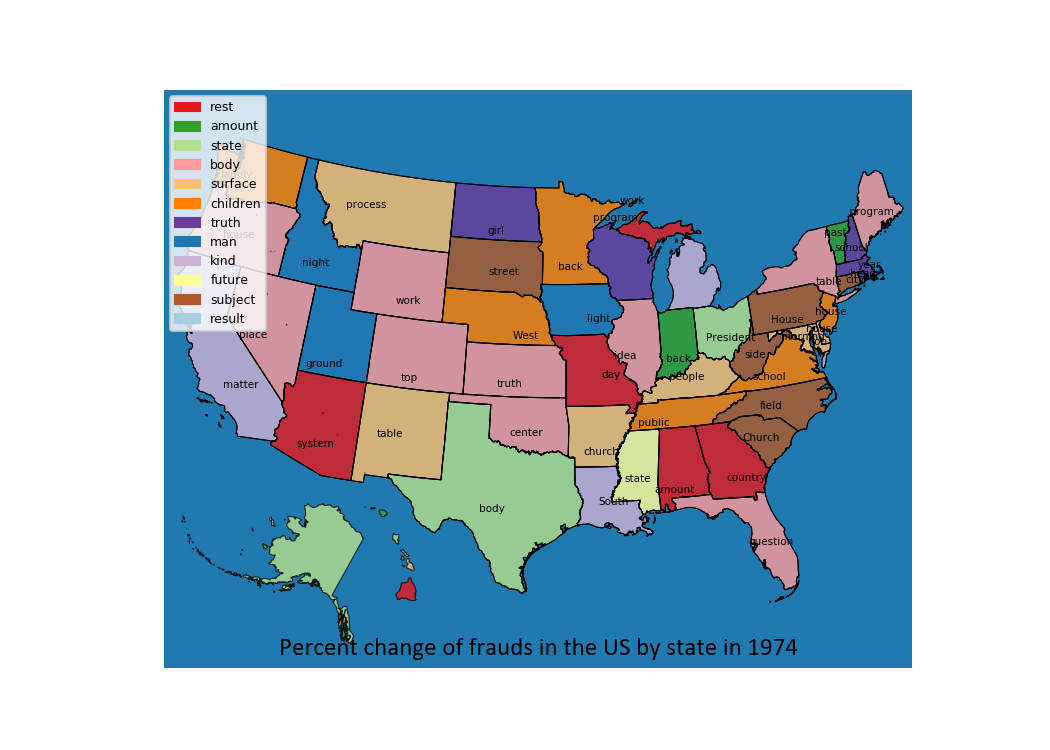 rest
amount
state
body
surface
children
truth
man
kind
future
subject
result
family
house
place
matter
process
night
work
ground
system
girl
street
West
top
truth
table
center
body
work
program
back
light
idea
day
church
state
South
public
people
back
President
House
side
school
field
Church
amount
country
question
program
past
school
year
table
city
house
house
morning
Percent change of frauds in the US by state in 1974